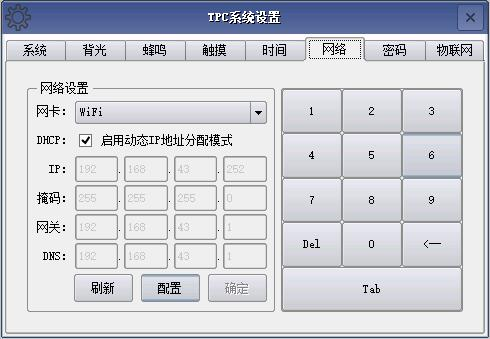 TPC系统设置
系统 背光 蜂鸣 触摸 时间 网络 密码 物联网
网络设置
网卡: WiFi
DHCP: 启用动态IP地址分配模式
IP: 192.168.43.252
掩码: 255.255.255.0
网关: 192.168.43.1
DNS: 192.168.43.1
刷新 配置 确定
1 2 3
4 5 6
7 8 9
Del 0 <—
Tab